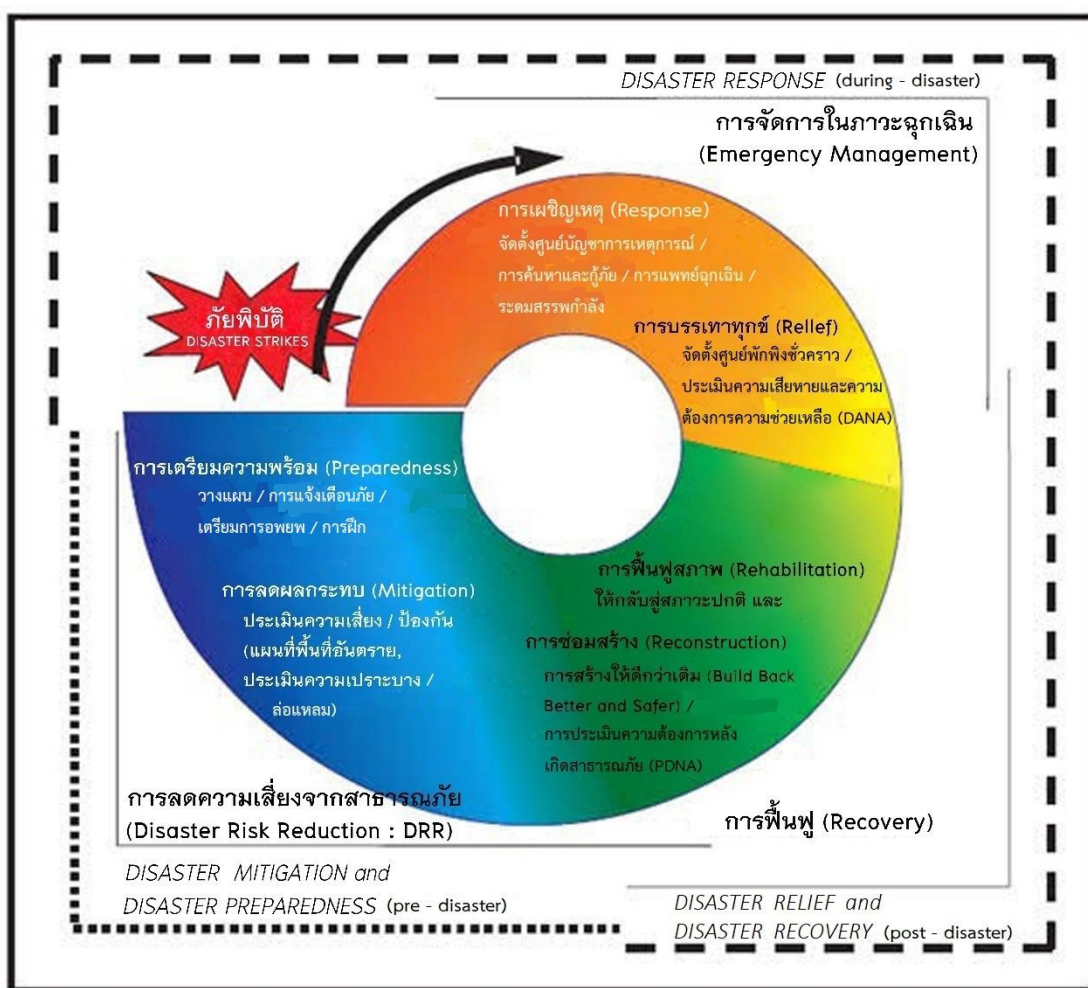 DISASTER RESPONSE (during - disaster)
การจัดการในภาวะฉุกเฉิน
(Emergency Management)
การเผชิญเหตุ (Response)
จัดตั้งศูนย์บัญชาการเหตุการณ์ /
การค้นหาและกู้ภัย / การแพทย์ฉุกเฉิน /
ระดมสรรพกำลัง
ภัยพิบัติ
DISASTER STRIKES
การบรรเทาทุกข์ (Rellef)
จัดตั้งศูนย์พักพิงชั่วคราว /
ประเมินความเสียหายและความ
ต้องการความช่วยเหลือ (DANA)
การเตรียมความพร้อม (Preparedness)
วางแผน / การแจ้งเตือนภัย /
เตรียมการอพยพ / การฝึก
การลดผลกระทบ (Mitigation)
ประเมินความเสี่ยง / ป้องกัน
(แผนที่พื้นที่อันตราย,
ประเมินความเปราะบาง /
ล่อแหลม)
การฟื้นฟูสภาพ (Rehabilitation)
ให้กลับสู่สภาวะปกติ และ
การซ่อมสร้าง (Reconstruction)
การสร้างให้ดีกว่าเดิม (Build Back
Better and Safer) /
การประเมินความต้องการหลัง
เกิดสาธารณภัย (PDNA)
การลดความเสี่ยงจากสาธารณภัย
(Disaster Risk Reduction : DRR)
การฟื้นฟู (Recovery)
DISASTER MITIGATION and
DISASTER PREPAREDNESS (pre - disaster)
DISASTER RELIEF and
DISASTER RECOVERY (post - disaster)